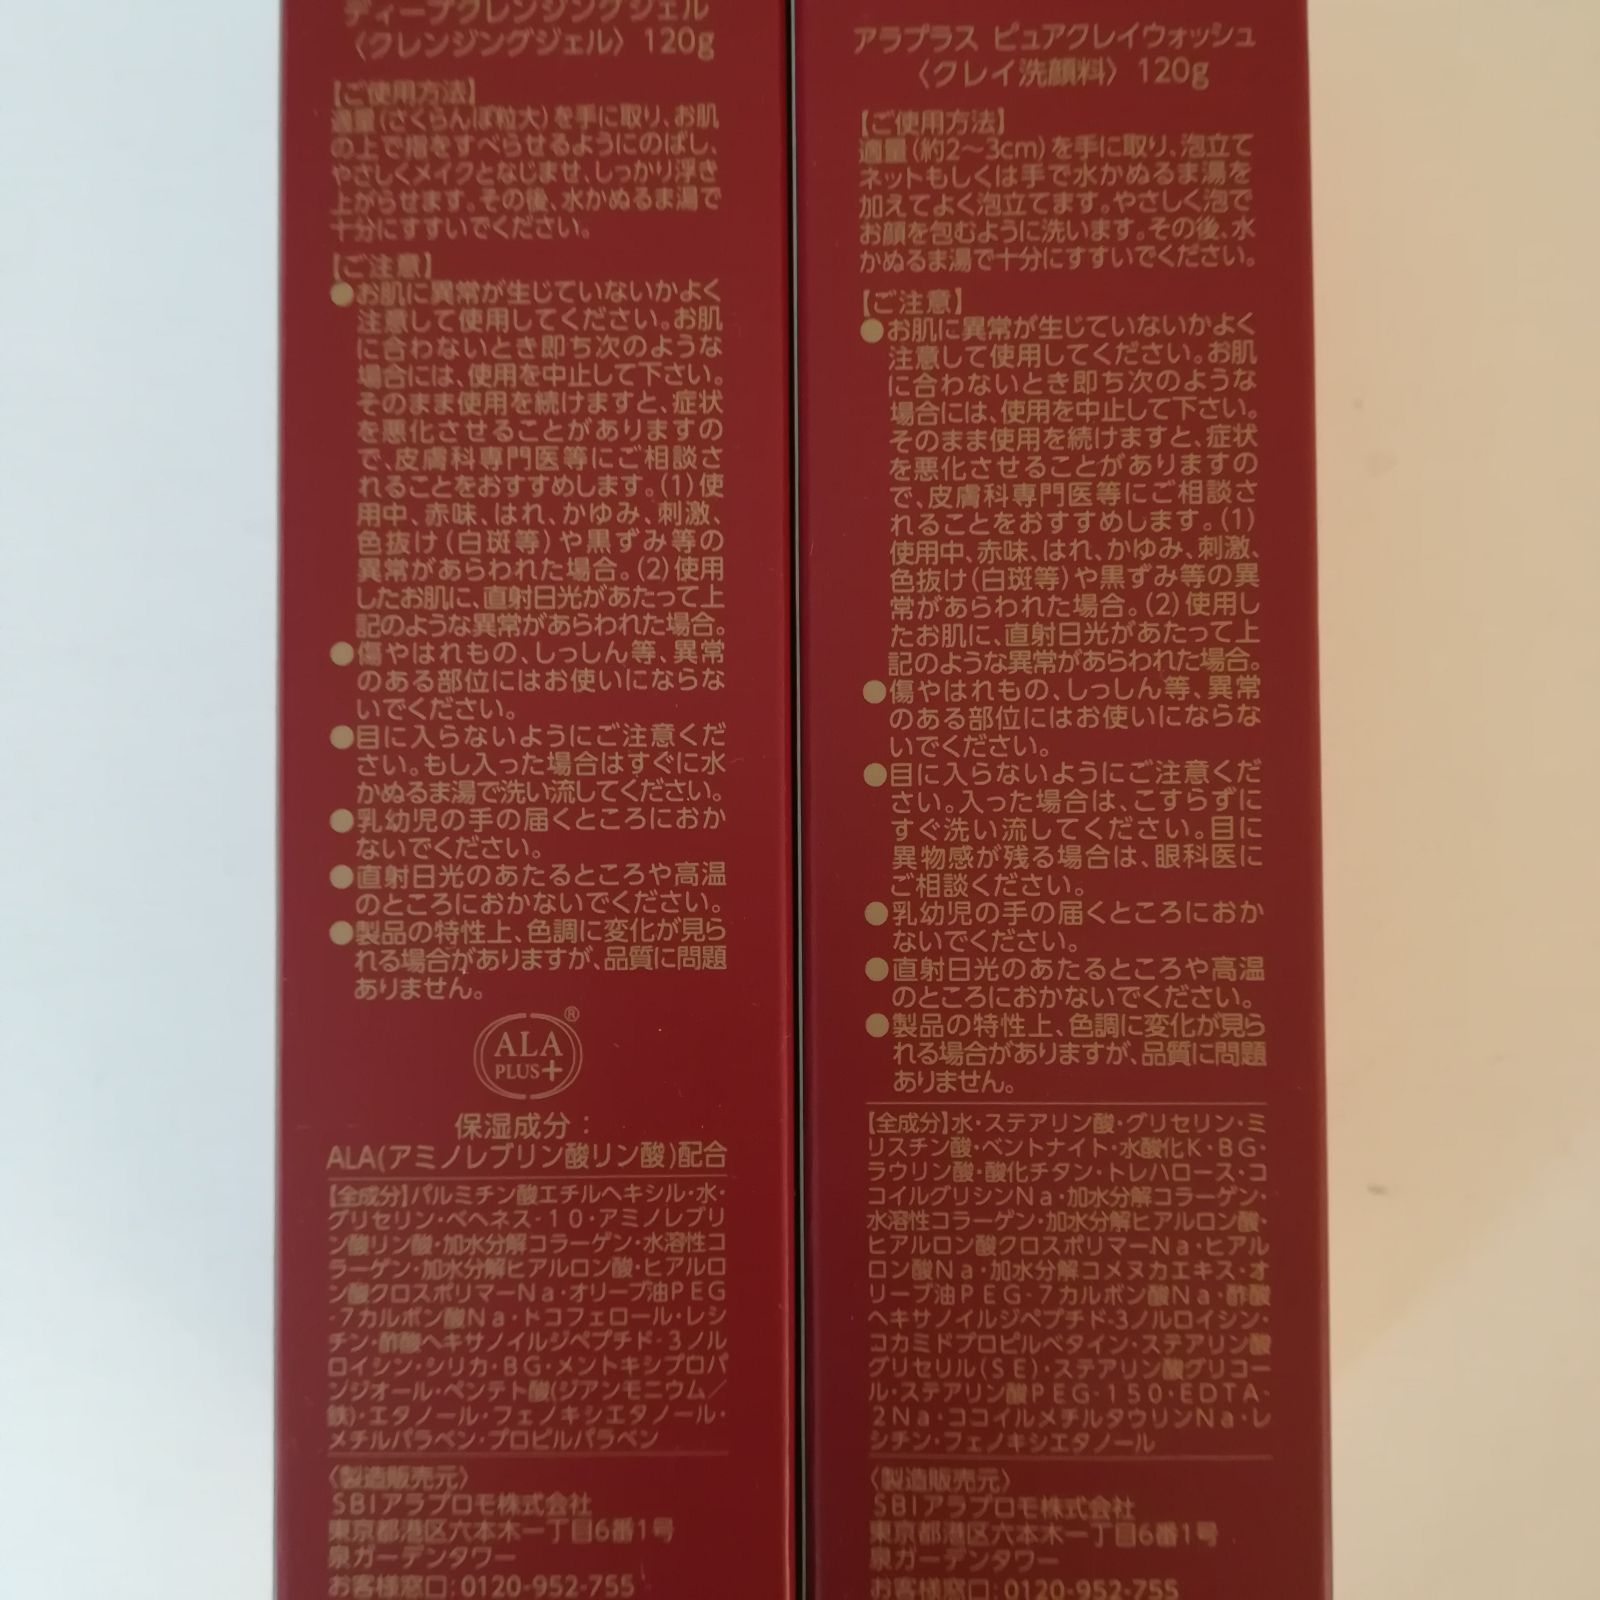 ディープクレンジングジェル
〈クレンジングジェル〉 120g
【ご使用方法】
適量(さくらんぼ粒大)を手に取り、お肌
の上で指をすべらせるようにのばし、
やさしくメイクとなじませ、しっかり浮き
上がらせます。その後、水かぬるま湯で
十分にすすいでください。
【ご注意】
●お肌に異常が生じていないかよく
注意して使用してください。お肌
に合わないとき即ち次のような
場合には、使用を中止して下さい。
そのまま使用を続けますと、症状
を悪化させることがありますの
で、皮膚科専門医等にご相談さ
れることをおすすめします。(1)使
用中、赤味、はれ、かゆみ、刺激、
色抜け(白斑等)や黒ずみ等の
異常があらわれた場合。(2)使用
したお肌に、直射日光があたって上
記のような異常があらわれた場合。
●傷やはれもの、しっしん等、異常
のある部位にはお使いにならな
いでください。
●目に入らないようにご注意くだ
さい。もし入った場合はすぐに水
かぬるま湯で洗い流してください。
●乳幼児の手の届くところにおか
ないでください。
●直射日光のあたるところや高温
のところにおかないでください。
●製品の特性上、色調に変化が見ら
れる場合がありますが、品質に問題
ありません。
ALA
PLUS+
®
保湿成分:
ALA(アミノレブリン酸リン酸)配合
【全成分】パルミチン酸エチルヘキシル・水・
グリセリン・ベヘネス-10・アミノレブリ
ン酸リン酸・加水分解コラーゲン・水溶性コ
ラーゲン・加水分解ヒアルロン酸・ヒアルロ
ン酸クロスポリマーNa・オリーブ油PEG
-7カルボン酸Na・トコフェロール・レシ
チン・酢酸ヘキサノイルジペプチド-3ノル
ロイシン・シリカ・BG・メントキシプロパ
ンジオール・ペンテト酸(ジアンモニウム/
鉄)・エタノール・フェノキシエタノール・
メチルパラベン・プロピルパラベン
〈製造販売元〉
SBIアラプロモ株式会社
東京都港区六本木一丁目6番1号
泉ガーデンタワー
お客様窓口:0120-952-755
アラプラス ピュアクレイウォッシュ
〈クレイ洗顔料〉 120g
【ご使用方法】
適量(約2〜3cm)を手に取り、泡立て
ネットもしくは手で水かぬるま湯を
加えてよく泡立てます。やさしく泡で
お顔を包むように洗います。その後、水
かぬるま湯で十分にすすいでください。
【ご注意】
●お肌に異常が生じていないかよく
注意して使用してください。お肌
に合わないとき即ち次のような
場合には、使用を中止して下さい。
そのまま使用を続けますと、症状
を悪化させることがありますの
で、皮膚科専門医等にご相談さ
れることをおすすめします。(1)
使用中、赤味、はれ、かゆみ、刺激、
色抜け(白斑等)や黒ずみ等の異
常があらわれた場合。(2)使用し
たお肌に、直射日光があたって上
記のような異常があらわれた場合。
●傷やはれもの、しっしん等、異常
のある部位にはお使いにならな
いでください。
●目に入らないようにご注意くだ
さい。入った場合は、こすらずに
すぐ洗い流してください。目に
異物感が残る場合は、眼科医に
ご相談ください。
●乳幼児の手の届くところにおか
ないでください。
●直射日光のあたるところや高温
のところにおかないでください。
●製品の特性上、色調に変化が見ら
れる場合がありますが、品質に問題
ありません。
【全成分】水・ステアリン酸・グリセリン・ミ
リスチン酸・ベントナイト・水酸化K・BG・
ラウリン酸・酸化チタン・トレハロース・コ
コイルグリシンNa・加水分解コラーゲン・
水溶性コラーゲン・加水分解ヒアルロン酸・
ヒアルロン酸クロスポリマーNa・ヒアル
ロン酸Na・加水分解コメヌカエキス・オ
リーブ油PEG-7カルボン酸Na・酢酸
ヘキサノイルジペプチド-3ノルロイシン・
コカミドプロピルベタイン・ステアリン酸
グリセリル(SE)・ステアリン酸グリコー
ル・ステアリン酸PEG-150・EDTA-
2Na・ココイルメチルタウリンNa・レ
シチン・フェノキシエタノール
〈製造販売元〉
SBIアラプロモ株式会社
東京都港区六本木一丁目6番1号
泉ガーデンタワー
お客様窓口:0120-952-755